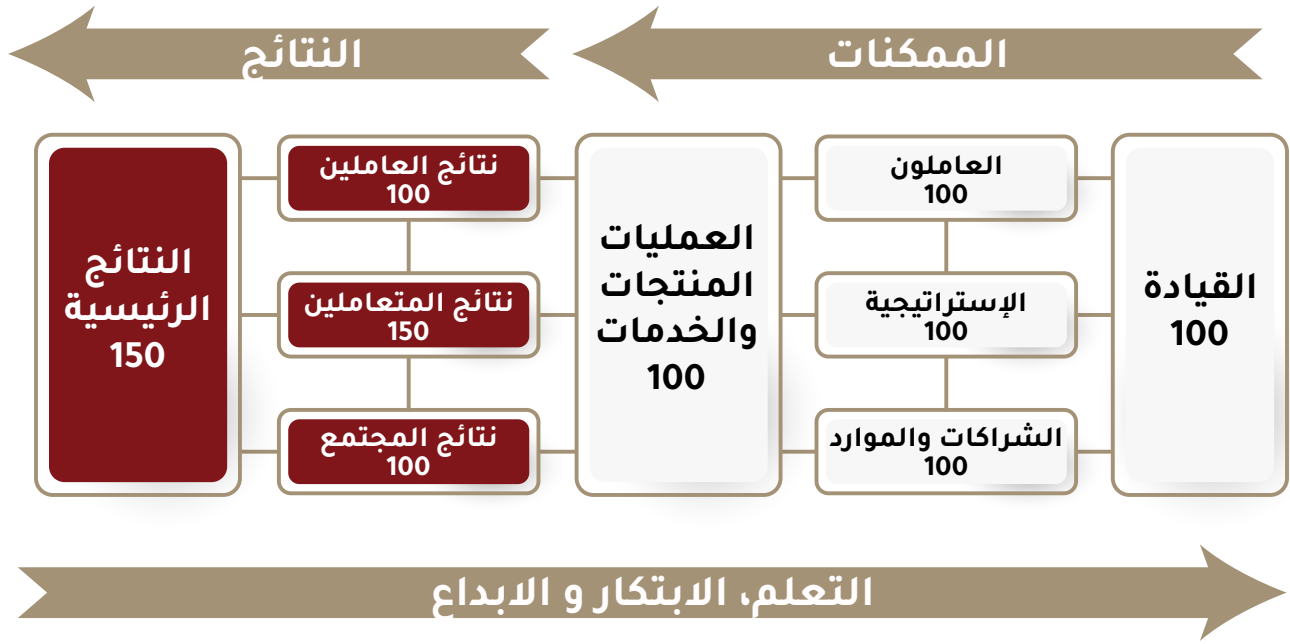 الممكنات
النتائج
القيادة
100
العاملون
100
الإستراتيجية
100
الشراكات والموارد
100
العمليات
المنتجات
والخدمات
100
نتائج العاملين
100
نتائج المتعاملين
150
نتائج المجتمع
100
النتائج
الرئيسية
150
التعلم، الابتكار و الابداع